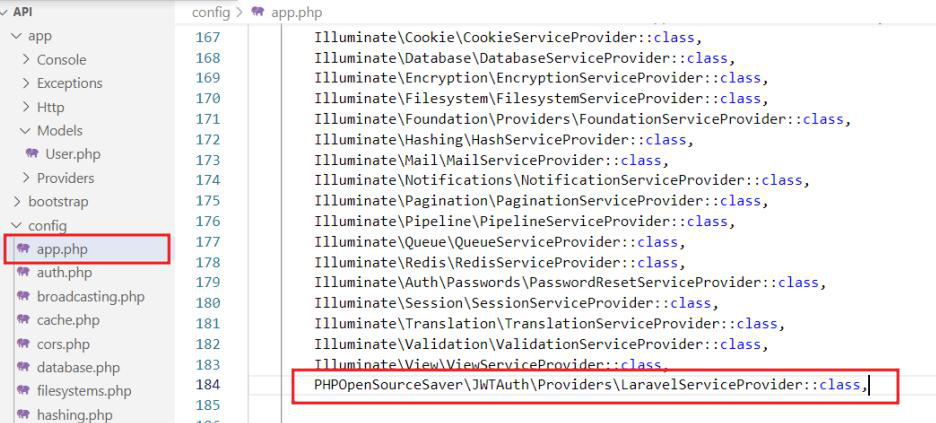 API
app
Console
Exceptions
Http
Models
User.php
Providers
bootstrap
config
app.php
auth.php
broadcasting.php
cache.php
cors.php
database.php
filesystems.php
hashing.php
config > app.php
167 Illuminate\Cookie\CookieServiceProvider::class,
168 Illuminate\Database\DatabaseServiceProvider::class,
169 Illuminate\Encryption\EncryptionServiceProvider::class,
170 Illuminate\Filesystem\FilesystemServiceProvider::class,
171 Illuminate\Foundation\Providers\FoundationServiceProvider::class,
172 Illuminate\Hashing\HashServiceProvider::class,
173 Illuminate\Mail\MailServiceProvider::class,
174 Illuminate\Notifications\NotificationServiceProvider::class,
175 Illuminate\Pagination\PaginationServiceProvider::class,
176 Illuminate\Pipeline\PipelineServiceProvider::class,
177 Illuminate\Queue\QueueServiceProvider::class,
178 Illuminate\Redis\RedisServiceProvider::class,
179 Illuminate\Auth\Passwords\PasswordResetServiceProvider::class,
180 Illuminate\Session\SessionServiceProvider::class,
181 Illuminate\Translation\TranslationServiceProvider::class,
182 Illuminate\Validation\ValidationServiceProvider::class,
183 Illuminate\View\ViewServiceProvider::class,
184 PHPOpenSourceSaver\JWTAuth\Providers\LaravelServiceProvider::class,
185